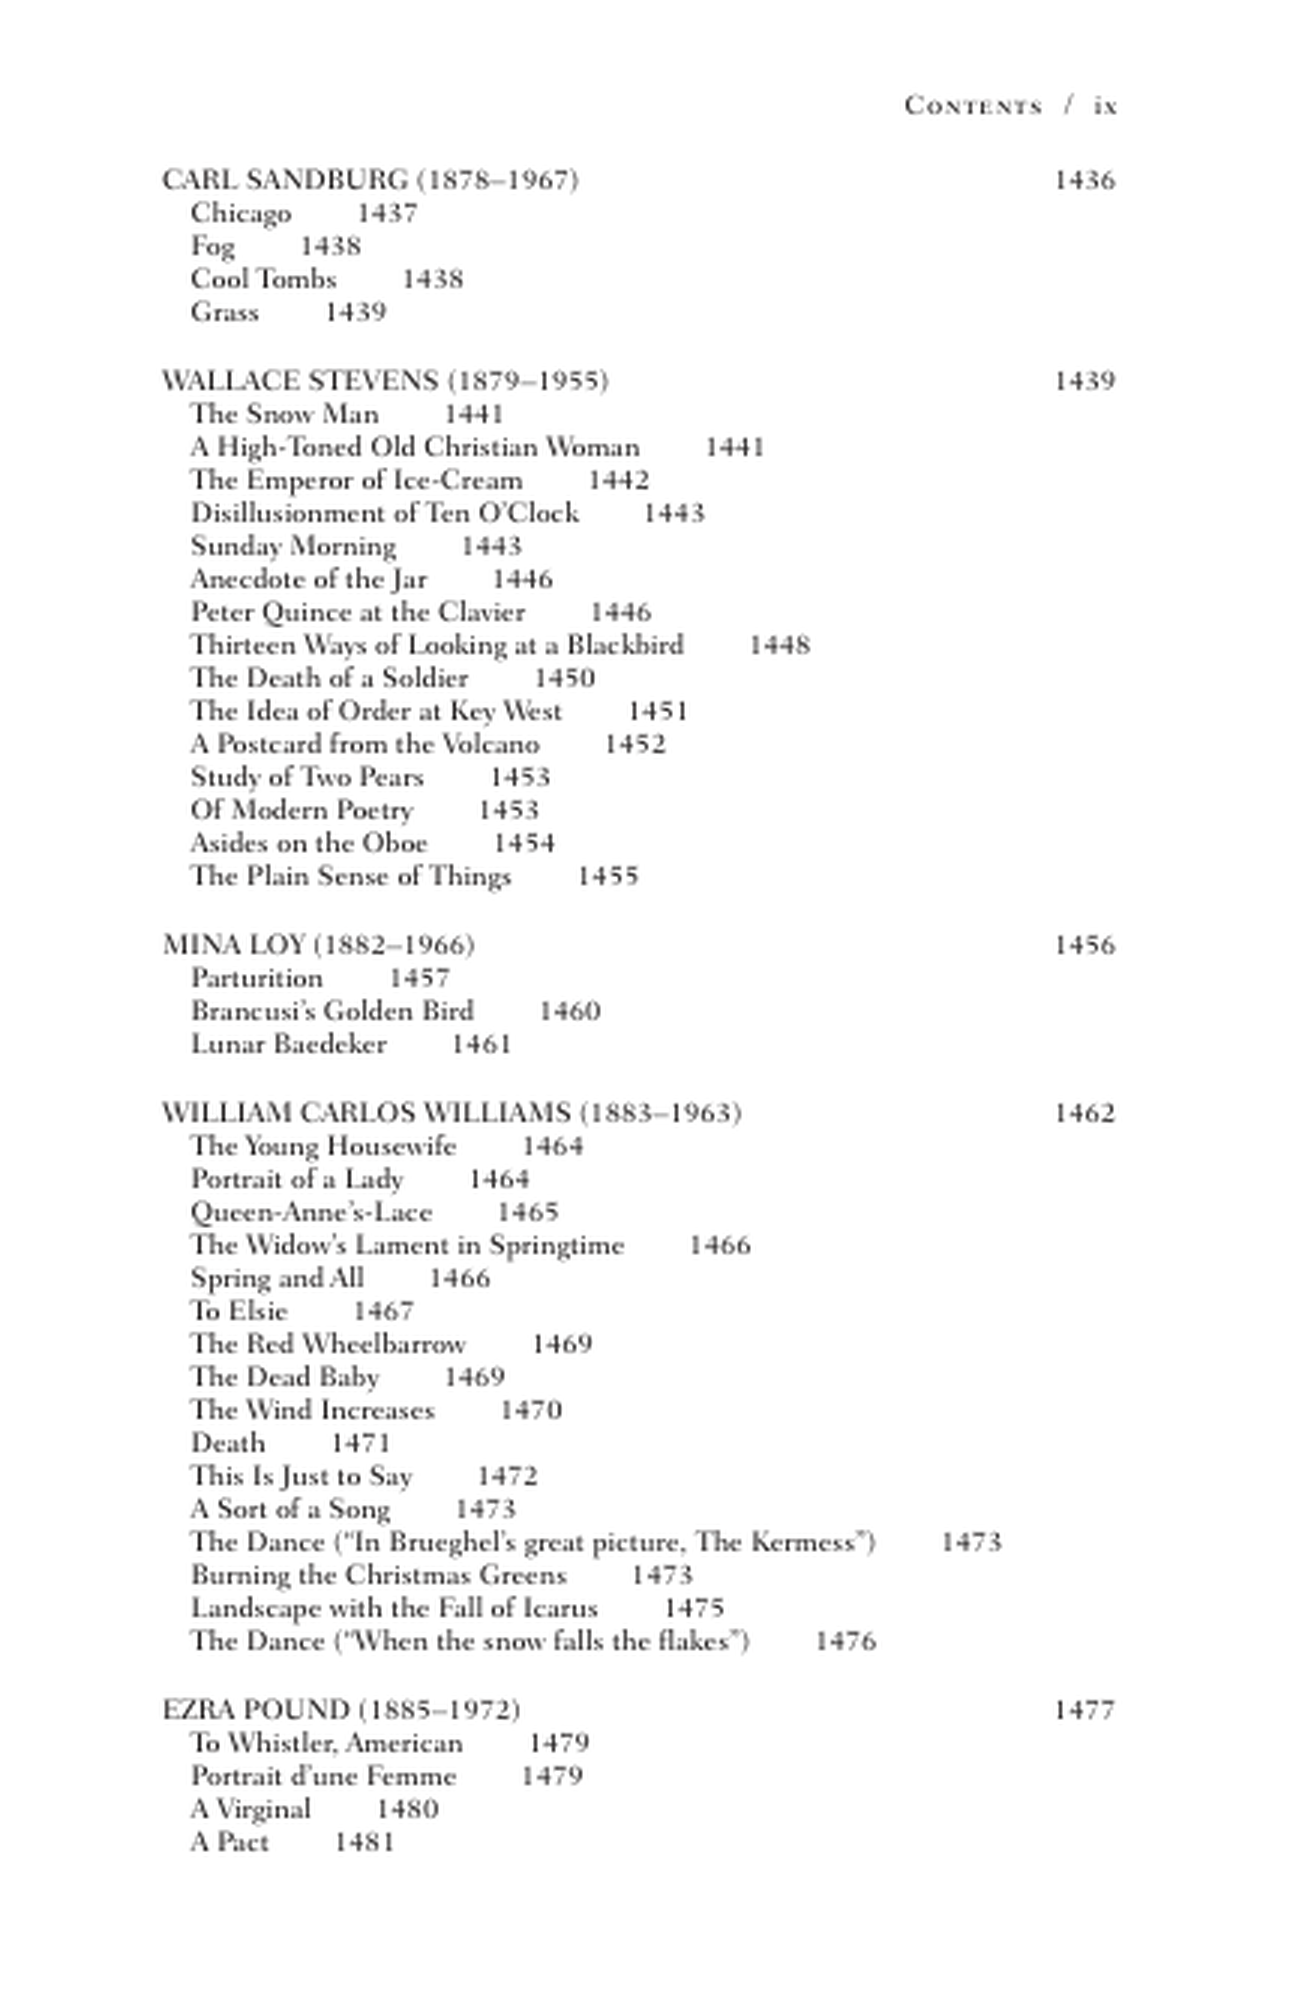 CONTENTS / ix
CARL SANDBURG (1878–1967) 1436
Chicago 1437
Fog 1438
Cool Tombs 1438
Grass 1439
WALLACE STEVENS (1879–1955) 1439
The Snow Man 1441
A High-Toned Old Christian Woman 1441
The Emperor of Ice-Cream 1442
Disillusionment of Ten O’Clock 1443
Sunday Morning 1443
Anecdote of the Jar 1446
Peter Quince at the Clavier 1446
Thirteen Ways of Looking at a Blackbird 1448
The Death of a Soldier 1450
The Idea of Order at Key West 1451
A Postcard from the Volcano 1452
Study of Two Pears 1453
Of Modern Poetry 1453
Asides on the Oboe 1454
The Plain Sense of Things 1455
MINA LOY (1882–1966) 1456
Parturition 1457
Brancusi’s Golden Bird 1460
Lunar Baedeker 1461
WILLIAM CARLOS WILLIAMS (1883–1963) 1462
The Young Housewife 1464
Portrait of a Lady 1464
Queen-Anne’s-Lace 1465
The Widow’s Lament in Springtime 1466
Spring and All 1466
To Elsie 1467
The Red Wheelbarrow 1469
The Dead Baby 1469
The Wind Increases 1470
Death 1471
This Is Just to Say 1472
A Sort of a Song 1473
The Dance (“In Brueghel’s great picture, The Kermess”) 1473
Burning the Christmas Greens 1473
Landscape with the Fall of Icarus 1475
The Dance (“When the snow falls the flakes”) 1476
EZRA POUND (1885–1972) 1477
To Whistler, American 1479
Portrait d’une Femme 1479
A Virginal 1480
A Pact 1481